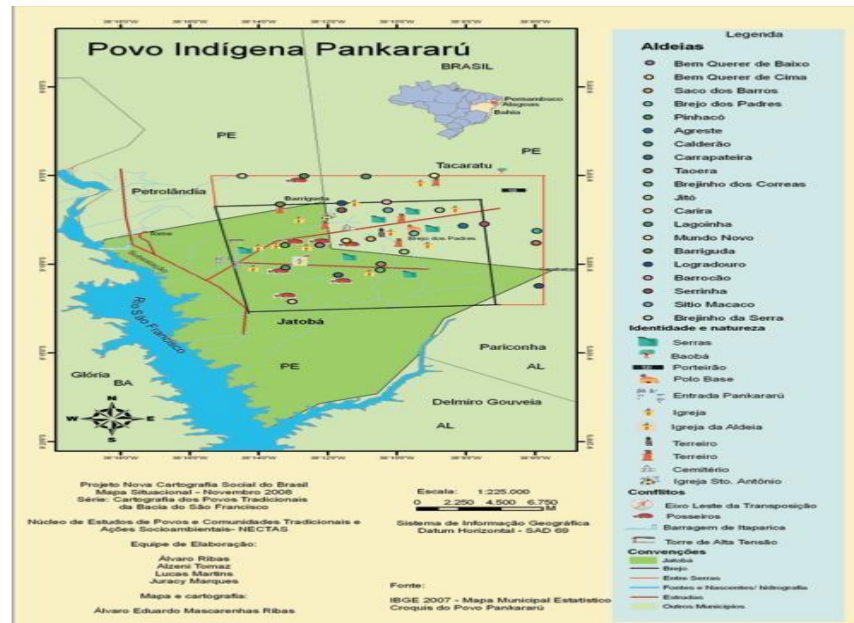 Povo Indígena Pankararú
BRASIL
Pernambuco
Alagoas
Bahia
PE
PE
Tacaratu
Petrolândia
Barriguda
Brejo dos Padres
Rio São Francisco
Jatobá
PE
Pariconha
AL
Glória
BA
Delmiro Gouveia
AL
N
W E
S
Projeto Nova Cartografia Social do Brasil
Mapa Situacional - Novembro 2008
Série: Cartografia dos Povos Tradicionais
da Bacia do São Francisco
Núcleo de Estudos de Povos e Comunidades Tradicionais e
Ações Socioambientais- NECTAS
Equipe de Elaboração:
Álvaro Ribas
Alzeni Tomaz
Lucas Martins
Juracy Marques
Mapa e cartografia:
Álvaro Eduardo Mascarenhas Ribas
Escala: 1:225.000
0 2.250 4.500 6.750
M
Sistema de Informação Geográfica
Datum Horizontal - SAD 69
Fonte:
IBGE 2007 - Mapa Municipal Estatístico
Croquis do Povo Pankararú
Legenda
Aldeias
Bem Querer de Baixo
Bem Querer de Cima
Saco dos Barros
Brejo dos Padres
Pinhacó
Agreste
Calderão
Carrapateira
Taoera
Brejinho dos Correas
Jitó
Carira
Lagoinha
Mundo Novo
Barriguda
Logradouro
Barrocão
Serrinha
Sitio Macaco
Brejinho da Serra
Identidade e natureza
Serras
Baobá
Porteirão
Polo Base
Entrada Pankararú
Igreja
Igreja da Aldeia
Terreiro
Terreiro
Cemitério
Igreja Sto. Antônio
Conflitos
Eixo Leste da Transposição
Posseiros
Barragem de Itaparica
Torre de Alta Tensão
Convenções
Jatobá
Brejo
Entre Serras
Fontes e Nascentes/ hidrografia
Estradas
Outros Municípios